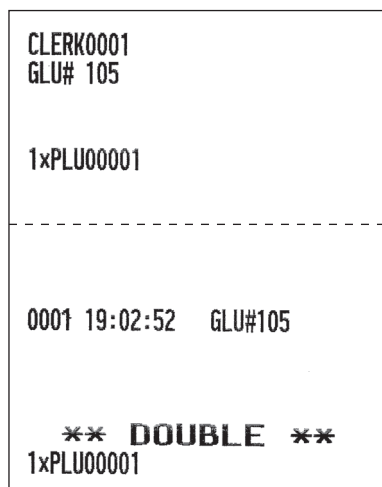 CLERK0001
GLU# 105
1xPLU00001
0001 19:02:52 GLU#105
** DOUBLE **
1xPLU00001